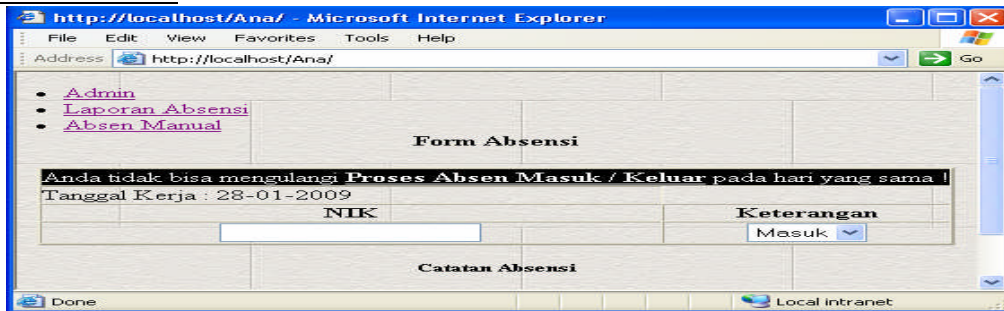 http://localhost/Ana/ - Microsoft Internet Explorer
File Edit View Favorites Tools Help
Address http://localhost/Ana/ Go
Admin
Laporan Absensi
Absen Manual
Form Absensi
Anda tidak bisa mengulangi Proses Absen Masuk / Keluar pada hari yang sama !
Tanggal Kerja : 28-01-2009
NIK Keterangan
Masuk
Catatan Absensi
Done Local intranet